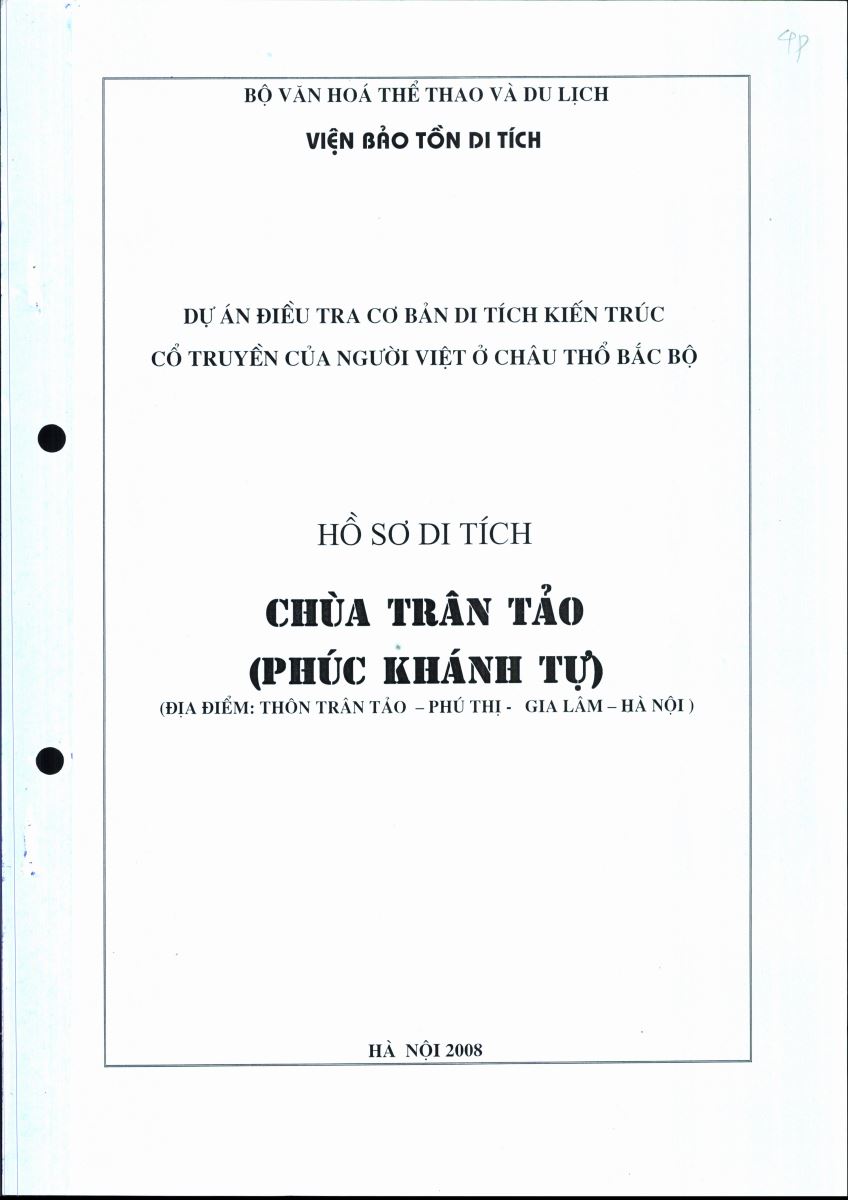 BỘ VĂN HOÁ THỂ THAO VÀ DU LỊCH
VIỆN BẢO TỒN DI TÍCH
DỰ ÁN ĐIỀU TRA CƠ BẢN DI TÍCH KIẾN TRÚC
CỔ TRUYỀN CỦA NGƯỜI VIỆT Ở CHÂU THỔ BẮC BỘ
HỒ SƠ DI TÍCH
CHÙA TRÂN TẢO
(PHÚC KHÁNH TỰ)
(ĐỊA ĐIỂM: THÔN TRÂN TẢO – PHÚ THỊ - GIA LÂM – HÀ NỘI )
HÀ NỘI 2008